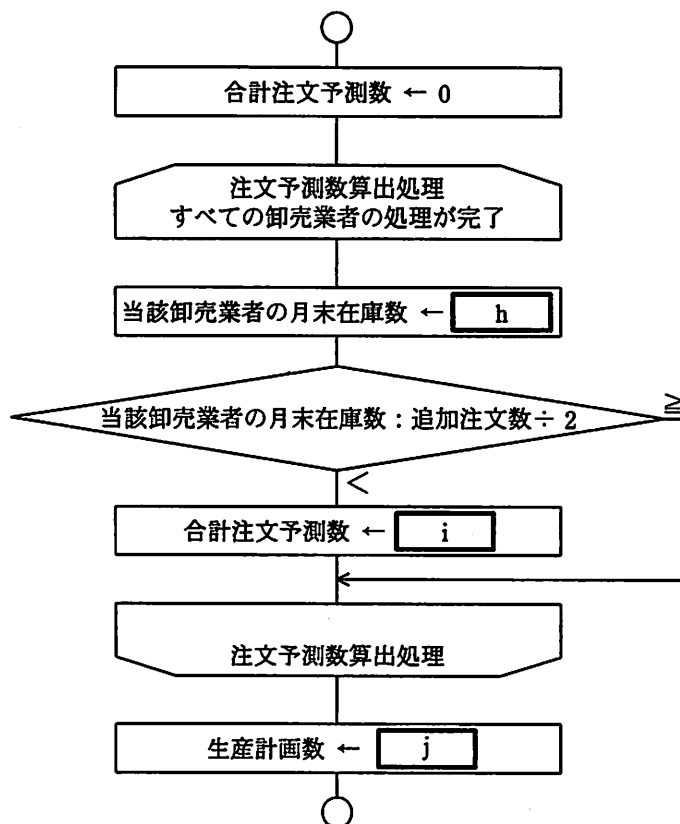 合計注文予測数 ← 0
注文予測数算出処理
すべての卸売業者の処理が完了
当該卸売業者の月末在庫数 ← h
≧
当該卸売業者の月末在庫数:追加注文数÷2
<
合計注文予測数 ← i
注文予測数算出処理
生産計画数 ← j